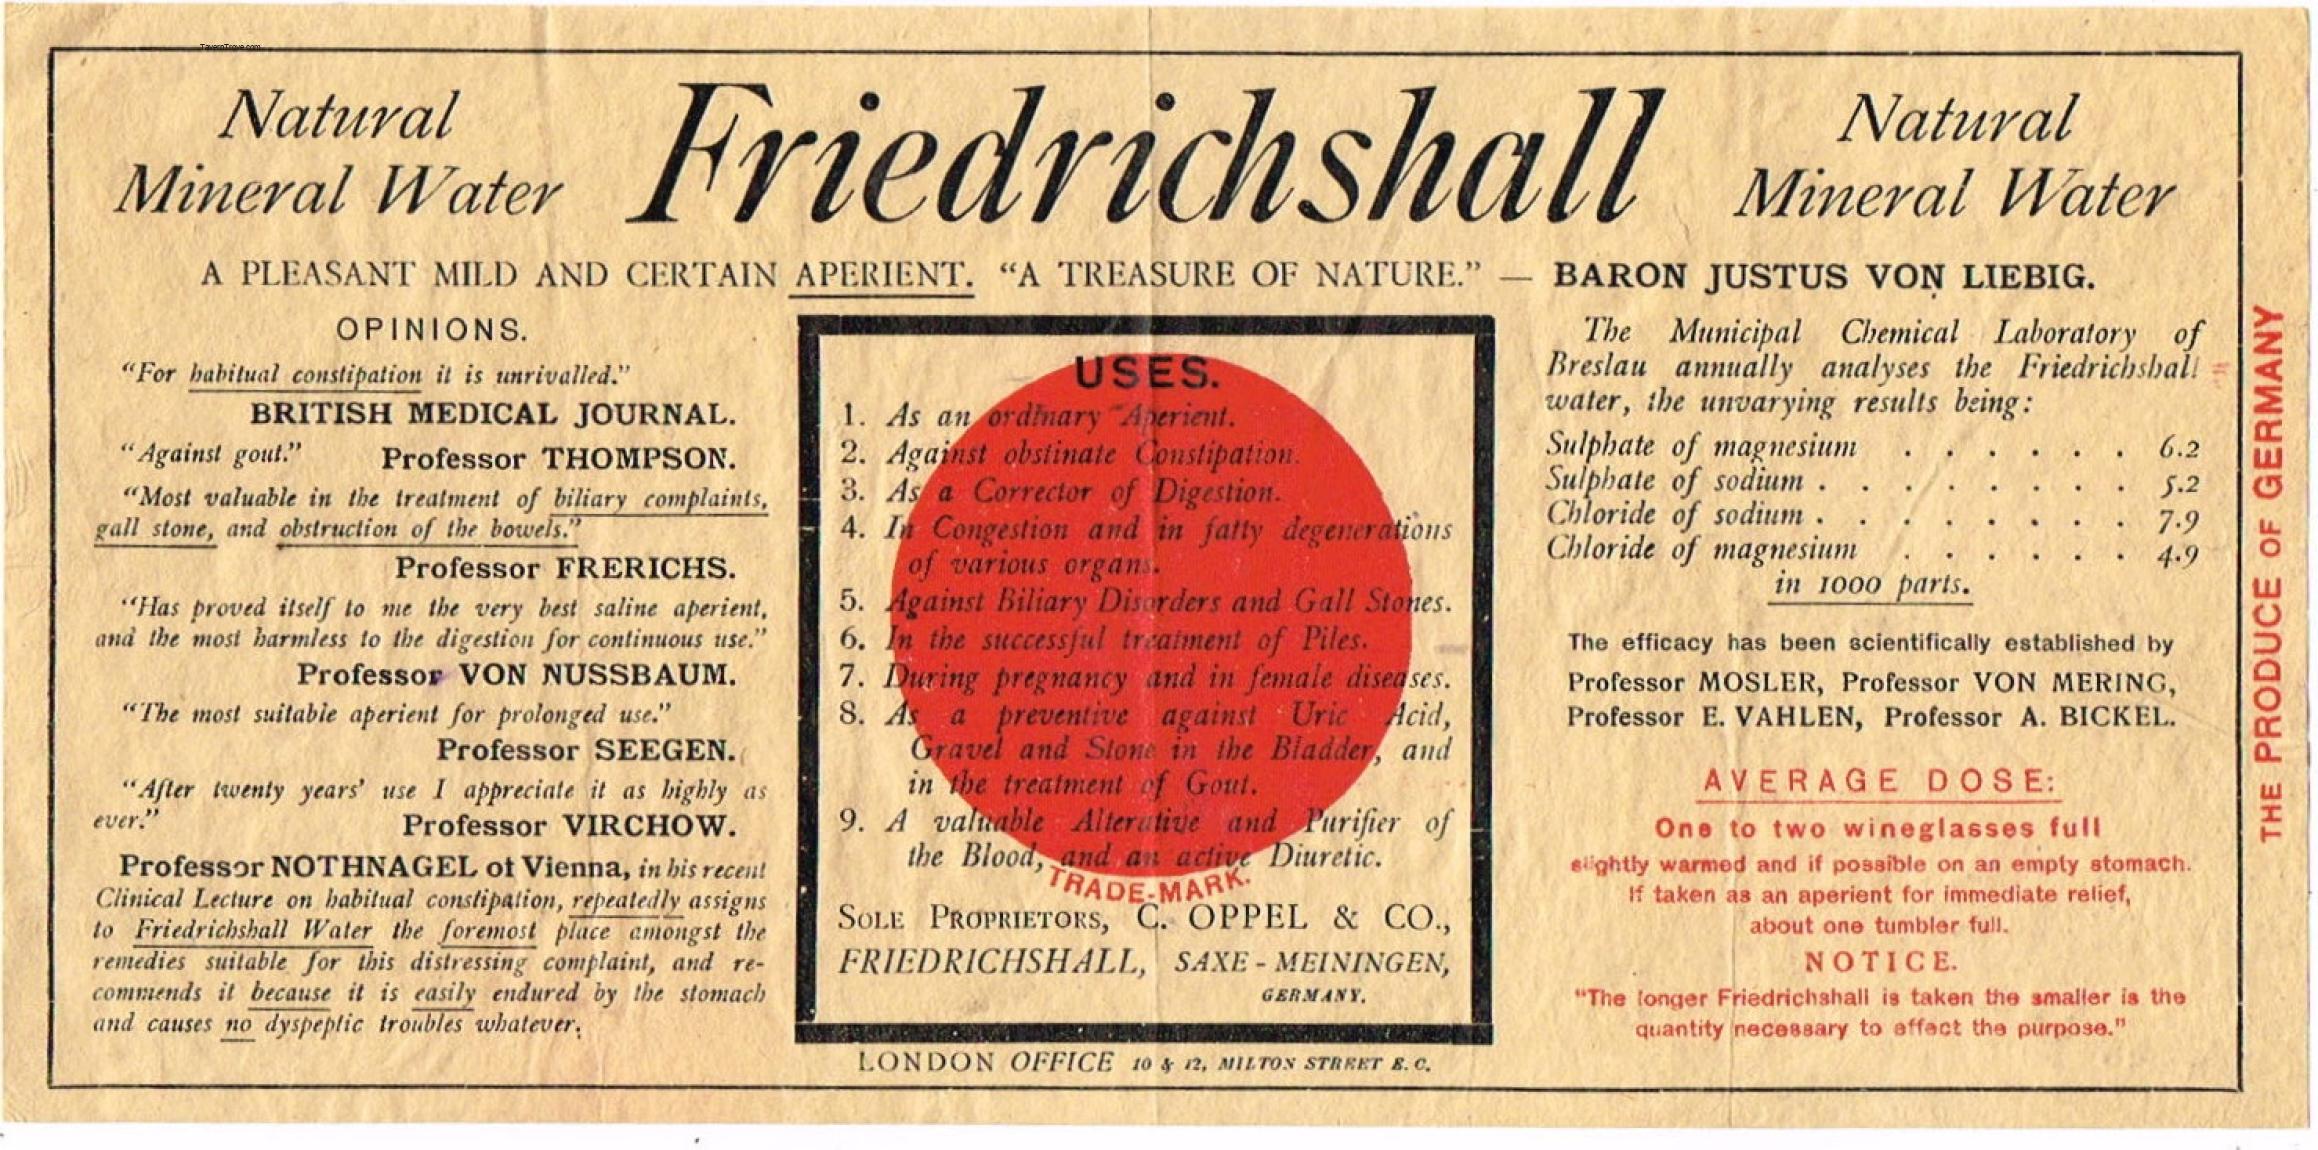 TavernTrove.com
Natural
Mineral Water
Friedrichshall
Natural
Mineral Water
A PLEASANT MILD AND CERTAIN APERIENT. “A TREASURE OF NATURE.” — BARON JUSTUS VON LIEBIG.
OPINIONS.
“For habitual constipation it is unrivalled.”
BRITISH MEDICAL JOURNAL.
“Against gout.” Professor THOMPSON.
“Most valuable in the treatment of biliary complaints,
gall stone, and obstruction of the bowels.”
Professor FRERICHS.
“Has proved itself to me the very best saline aperient,
and the most harmless to the digestion for continuous use.”
Professor VON NUSSBAUM.
“The most suitable aperient for prolonged use.”
Professor SEEGEN.
“After twenty years’ use I appreciate it as highly as
ever.” Professor VIRCHOW.
Professor NOTHNAGEL ot Vienna, in his recent
Clinical Lecture on habitual constipation, repeatedly assigns
to Friedrichshall Water the foremost place amongst the
remedies suitable for this distressing complaint, and re-
commends it because it is easily endured by the stomach
and causes no dyspeptic troubles whatever.
USES.
1. As an ordinary Aperient.
2. Against obstinate Constipation.
3. As a Corrector of Digestion.
4. In Congestion and in fatty degenerations
of various organs.
5. Against Biliary Disorders and Gall Stones.
6. In the successful treatment of Piles.
7. During pregnancy and in female diseases.
8. As a preventive against Uric Acid,
Gravel and Stone in the Bladder, and
in the treatment of Gout.
9. A valuable Alterative and Purifier of
the Blood, and an active Diuretic.
TRADE-MARK.
SOLE PROPRIETORS, C. OPPEL & CO.,
FRIEDRICHSHALL, SAXE-MEININGEN,
GERMANY.
LONDON OFFICE 10 & 12, MILTON STREET E. C.
The Municipal Chemical Laboratory of
Breslau annually analyses the Friedrichshall
water, the unvarying results being:
Sulphate of magnesium . . . . . . 6.2
Sulphate of sodium . . . . . . . . 5.2
Chloride of sodium . . . . . . . . 7.9
Chloride of magnesium . . . . . . 4.9
in 1000 parts.
The efficacy has been scientifically established by
Professor MOSLER, Professor VON MERING,
Professor E. VAHLEN, Professor A. BICKEL.
AVERAGE DOSE:
One to two wineglasses full
slightly warmed and if possible on an empty stomach.
If taken as an aperient for immediate relief,
about one tumbler full.
NOTICE.
“The longer Friedrichshall is taken the smaller is the
quantity necessary to effect the purpose.”
THE PRODUCE OF GERMANY